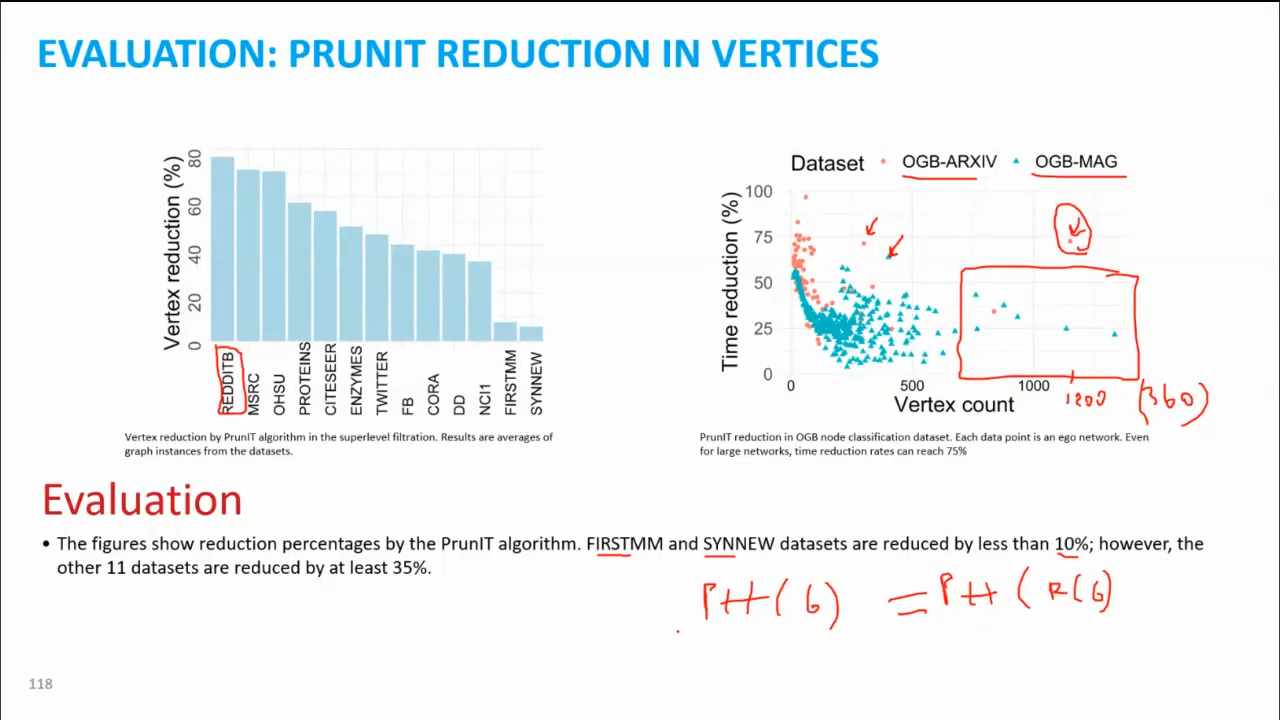 EVALUATION: PRUNIT REDUCTION IN VERTICES
Vertex reduction (%)
80
60
40
20
0
REDDITB
MSRC
OHSU
PROTEINS
CITESEER
ENZYMES
TWITTER
FB
CORA
DD
NCI1
FIRSTMM
SYNNEW
Vertex reduction by PrunIT algorithm in the superlevel filtration. Results are averages of
graph instances from the datasets.
Dataset OGB-ARXIV OGB-MAG
Time reduction (%)
100
75
50
25
0
0 500 1000
1200
(360)
Vertex count
PrunIT reduction in OGB node classification dataset. Each data point is an ego network. Even
for large networks, time reduction rates can reach 75%
Evaluation
• The figures show reduction percentages by the PrunIT algorithm. FIRSTMM and SYNNEW datasets are reduced by less than 10%; however, the
other 11 datasets are reduced by at least 35%.
PH(G) = PH(R(G)
118